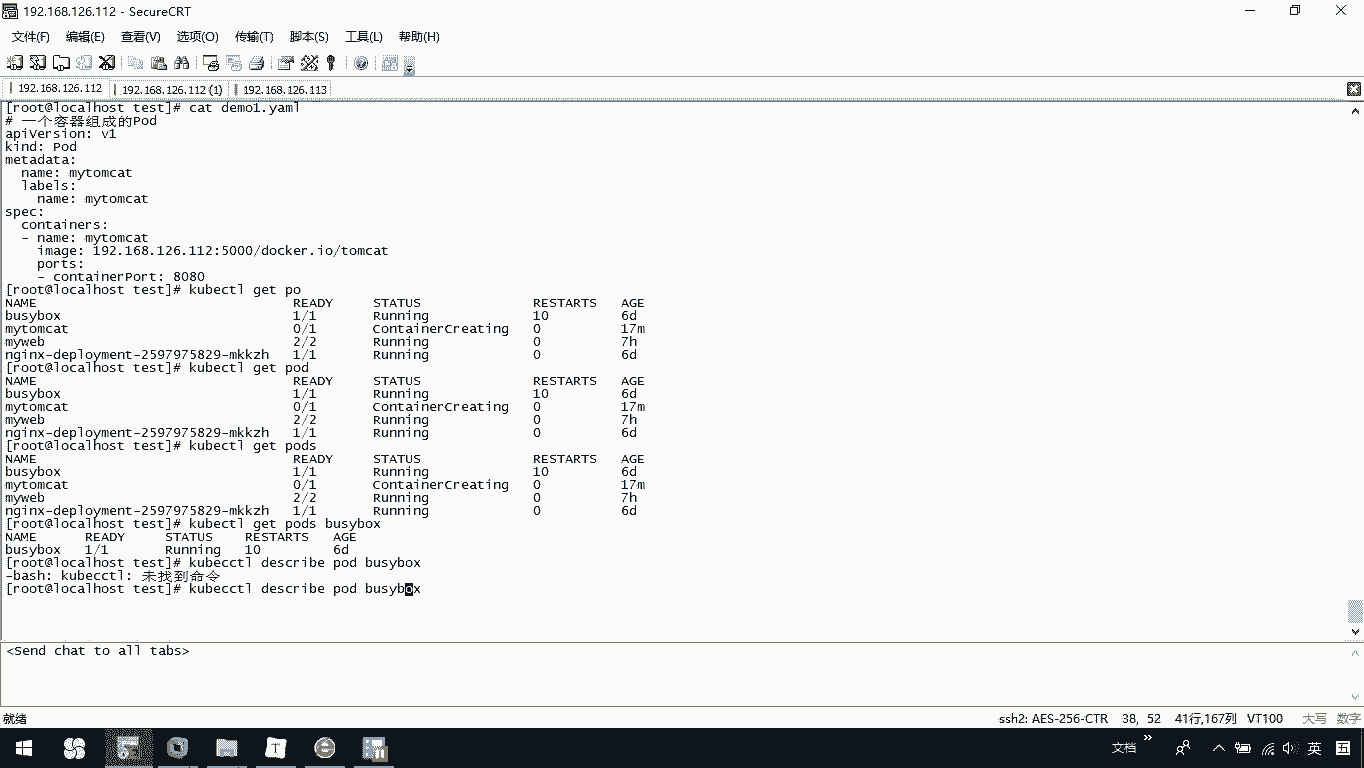 192.168.126.112 - SecureCRT
文件(F) 编辑(E) 查看(V) 选项(O) 传输(T) 脚本(S) 工具(L) 帮助(H)
192.168.126.112 192.168.126.112 (1) 192.168.126.113
[root@localhost test]# cat demo1.yaml
# 一个容器组成的Pod
apiVersion: v1
kind: Pod
metadata:
  name: mytomcat
  labels:
    name: mytomcat
spec:
  containers:
  - name: mytomcat
    image: 192.168.126.112:5000/docker.io/tomcat
    ports:
    - containerPort: 8080
[root@localhost test]# kubectl get po
NAME READY STATUS RESTARTS AGE
busybox 1/1 Running 10 6d
mytomcat 0/1 ContainerCreating 0 17m
myweb 2/2 Running 0 7h
nginx-deployment-2597975829-mkkzh 1/1 Running 0 6d
[root@localhost test]# kubectl get pod
NAME READY STATUS RESTARTS AGE
busybox 1/1 Running 10 6d
mytomcat 0/1 ContainerCreating 0 17m
myweb 2/2 Running 0 7h
nginx-deployment-2597975829-mkkzh 1/1 Running 0 6d
[root@localhost test]# kubectl get pods
NAME READY STATUS RESTARTS AGE
busybox 1/1 Running 10 6d
mytomcat 0/1 ContainerCreating 0 17m
myweb 2/2 Running 0 7h
nginx-deployment-2597975829-mkkzh 1/1 Running 0 6d
[root@localhost test]# kubectl get pods busybox
NAME READY STATUS RESTARTS AGE
busybox 1/1 Running 10 6d
[root@localhost test]# kubecctl describe pod busybox
-bash: kubecctl: 未找到命令
[root@localhost test]# kubecctl describe pod busybox
<Send chat to all tabs>
就绪 ssh2: AES-256-CTR 38, 52 41行,167列 VT100 大写 数字
文档 英 五